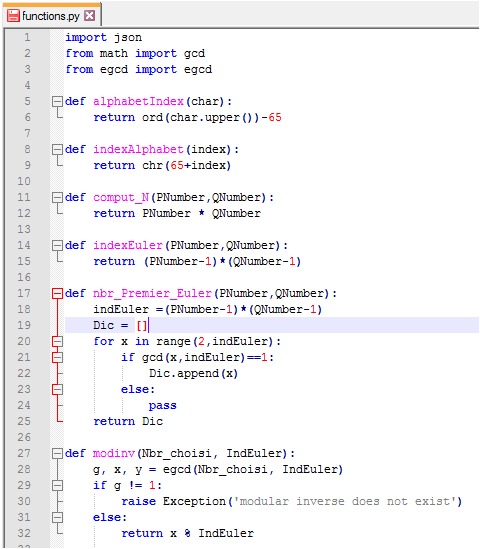 functions.py
1 import json
2 from math import gcd
3 from egcd import egcd
4
5 def alphabetIndex(char):
6     return ord(char.upper())-65
7
8 def indexAlphabet(index):
9     return chr(65+index)
10
11 def comput_N(PNumber,QNumber):
12     return PNumber * QNumber
13
14 def indexEuler(PNumber,QNumber):
15     return (PNumber-1)*(QNumber-1)
16
17 def nbr_Premier_Euler(PNumber,QNumber):
18     indEuler =(PNumber-1)*(QNumber-1)
19     Dic = []
20     for x in range(2,indEuler):
21         if gcd(x,indEuler)==1:
22             Dic.append(x)
23         else:
24             pass
25     return Dic
26
27 def modinv(Nbr_choisi, IndEuler):
28     g, x, y = egcd(Nbr_choisi, IndEuler)
29     if g != 1:
30         raise Exception('modular inverse does not exist')
31     else:
32         return x % IndEuler